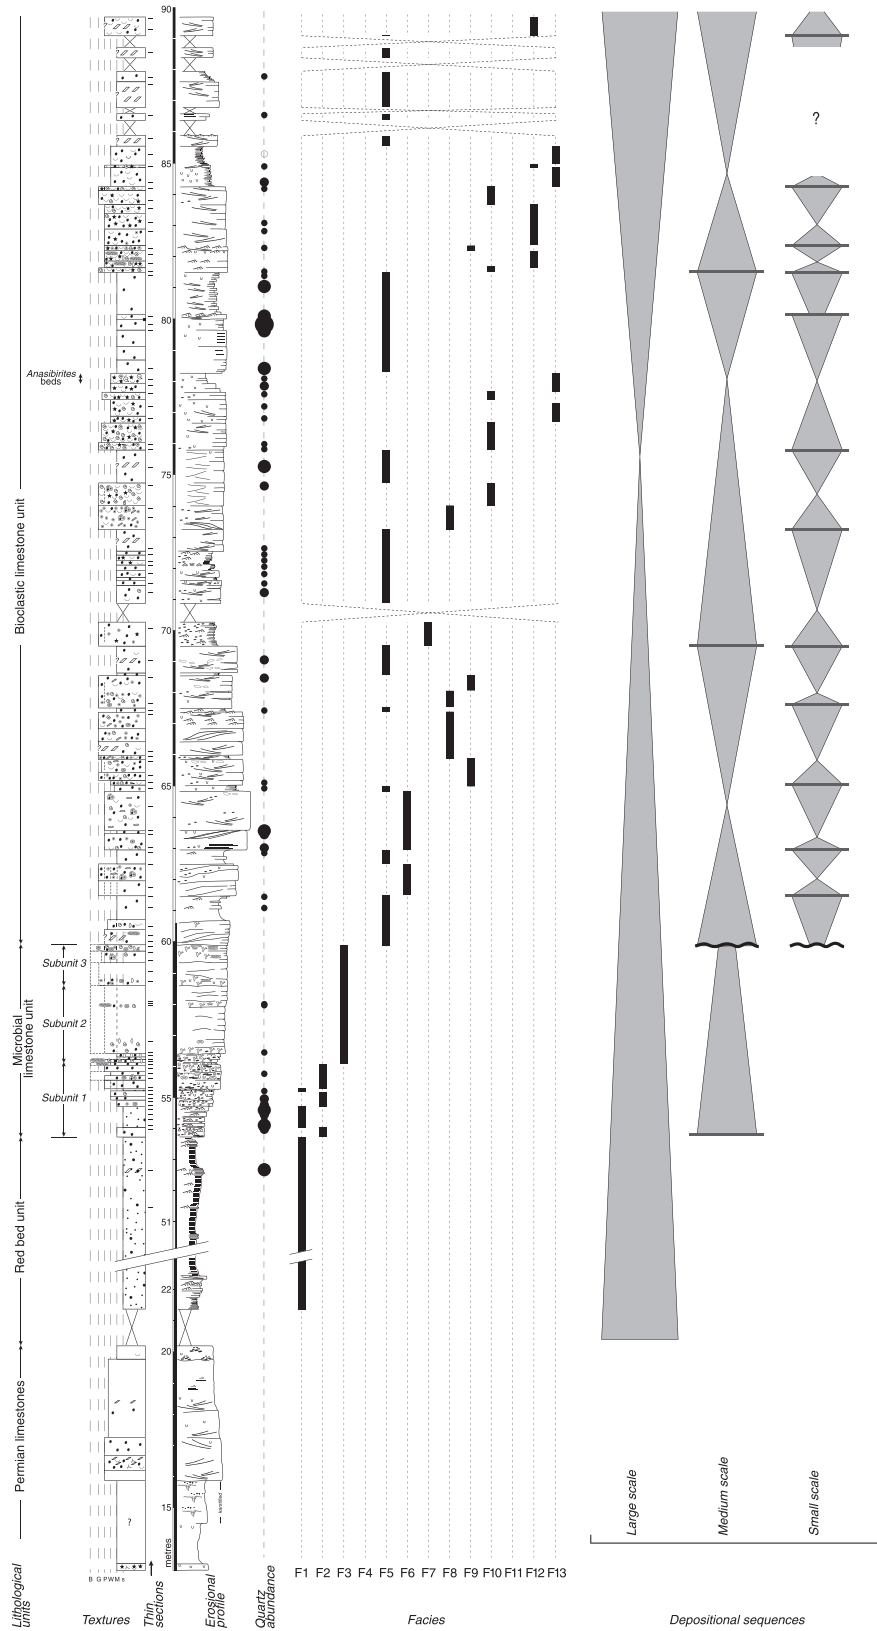 90
?
85
80
Anasibirites
beds
75
Bioclastic limestone unit
70
65
60
Subunit 3
Microbial
limestone unit
Subunit 2
Subunit 1
55
Red bed unit
51
22
20
Permian limestones
15
?
hardifilled
metres
Large scale
Medium scale
Small scale
B G P W M s
F1 F2 F3 F4 F5 F6 F7 F8 F9 F10 F11 F12 F13
Lithological
units
Textures
Thin
sections
Erosional
profile
Quartz
abundance
Facies
Depositional sequences